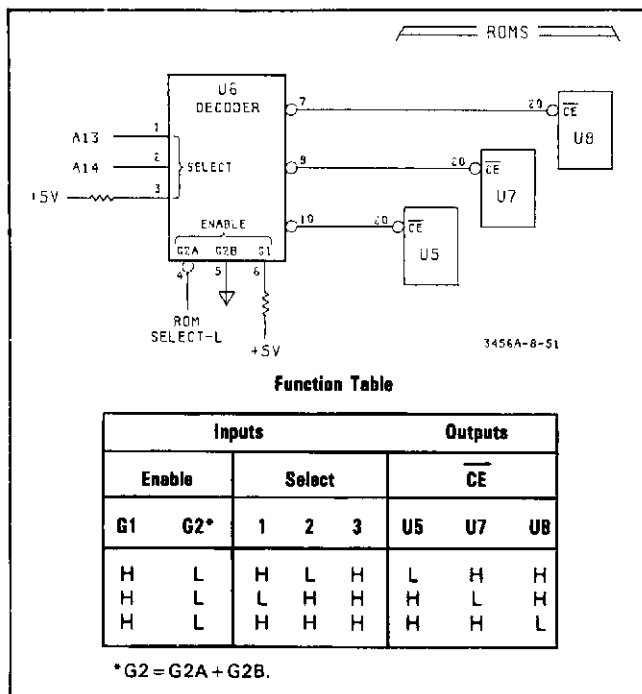 ROMS
U6
DECODER
A13 1
A14 2
+5V 3
SELECT
ENABLE
G2A G2B G1
4 5 6
ROM
SELECT-L
+5V
7 20 CE U8
9 20 CE U7
10 20 CE U5
3456A-8-51
Function Table
Inputs Outputs
Enable Select CE
G1 G2* 1 2 3 U5 U7 U8
H L H L H L H H
H L L H H H L H
H L H H H H H L
*G2 = G2A + G2B.